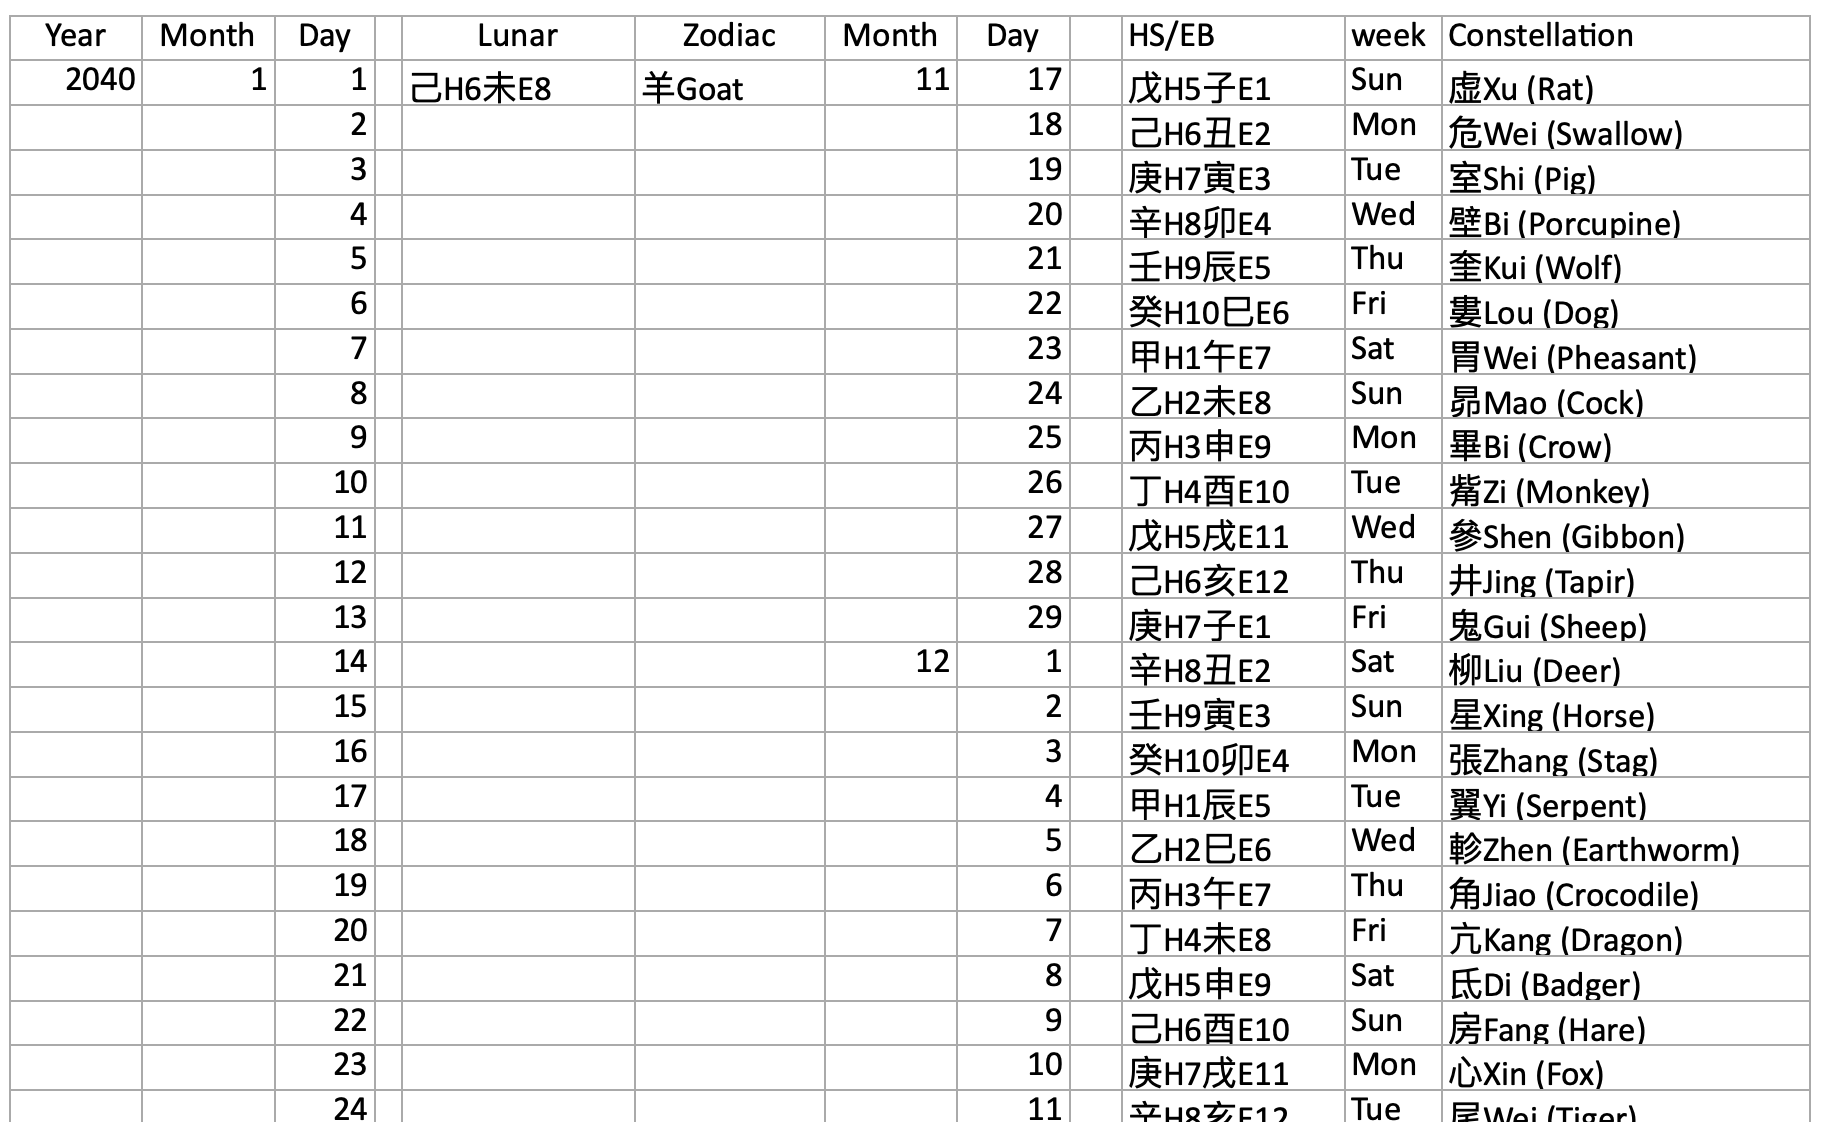 Year Month Day Lunar Zodiac Month Day HS/EB week Constellation
2040 1 1 己H6未E8 羊Goat 11 17 戊H5子E1 Sun 虚Xu (Rat)
2 18 己H6丑E2 Mon 危Wei (Swallow)
3 19 庚H7寅E3 Tue 室Shi (Pig)
4 20 辛H8卯E4 Wed 壁Bi (Porcupine)
5 21 壬H9辰E5 Thu 奎Kui (Wolf)
6 22 癸H10巳E6 Fri 婁Lou (Dog)
7 23 甲H1午E7 Sat 胃Wei (Pheasant)
8 24 乙H2未E8 Sun 昴Mao (Cock)
9 25 丙H3申E9 Mon 畢Bi (Crow)
10 26 丁H4酉E10 Tue 觜Zi (Monkey)
11 27 戊H5戌E11 Wed 參Shen (Gibbon)
12 28 己H6亥E12 Thu 井Jing (Tapir)
13 29 庚H7子E1 Fri 鬼Gui (Sheep)
14 12 1 辛H8丑E2 Sat 柳Liu (Deer)
15 2 壬H9寅E3 Sun 星Xing (Horse)
16 3 癸H10卯E4 Mon 張Zhang (Stag)
17 4 甲H1辰E5 Tue 翼Yi (Serpent)
18 5 乙H2巳E6 Wed 軫Zhen (Earthworm)
19 6 丙H3午E7 Thu 角Jiao (Crocodile)
20 7 丁H4未E8 Fri 亢Kang (Dragon)
21 8 戊H5申E9 Sat 氐Di (Badger)
22 9 己H6酉E10 Sun 房Fang (Hare)
23 10 庚H7戌E11 Mon 心Xin (Fox)
24 11 辛H8亥E12 Tue 尾Wei (Tiger)